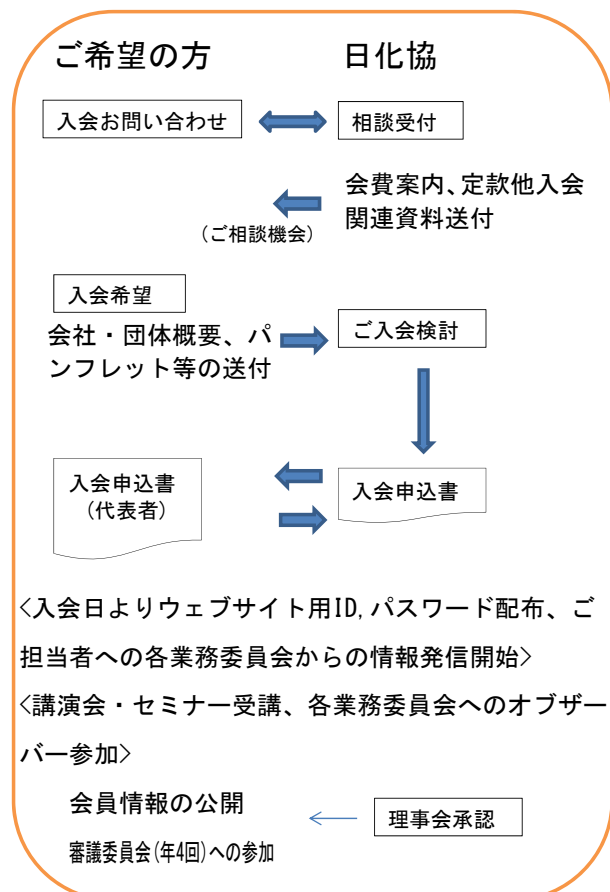 ご希望の方
日化協
入会お問い合わせ
相談受付
会費案内、定款他入会
関連資料送付
(ご相談機会)
入会希望
会社・団体概要、パ
ンフレット等の送付
ご入会検討
入会申込書
(代表者)
入会申込書
<入会日よりウェブサイト用ID,パスワード配布、ご
担当者への各業務委員会からの情報発信開始>
<講演会・セミナー受講、各業務委員会へのオブザー
バー参加>
会員情報の公開
理事会承認
審議委員会(年4回)への参加